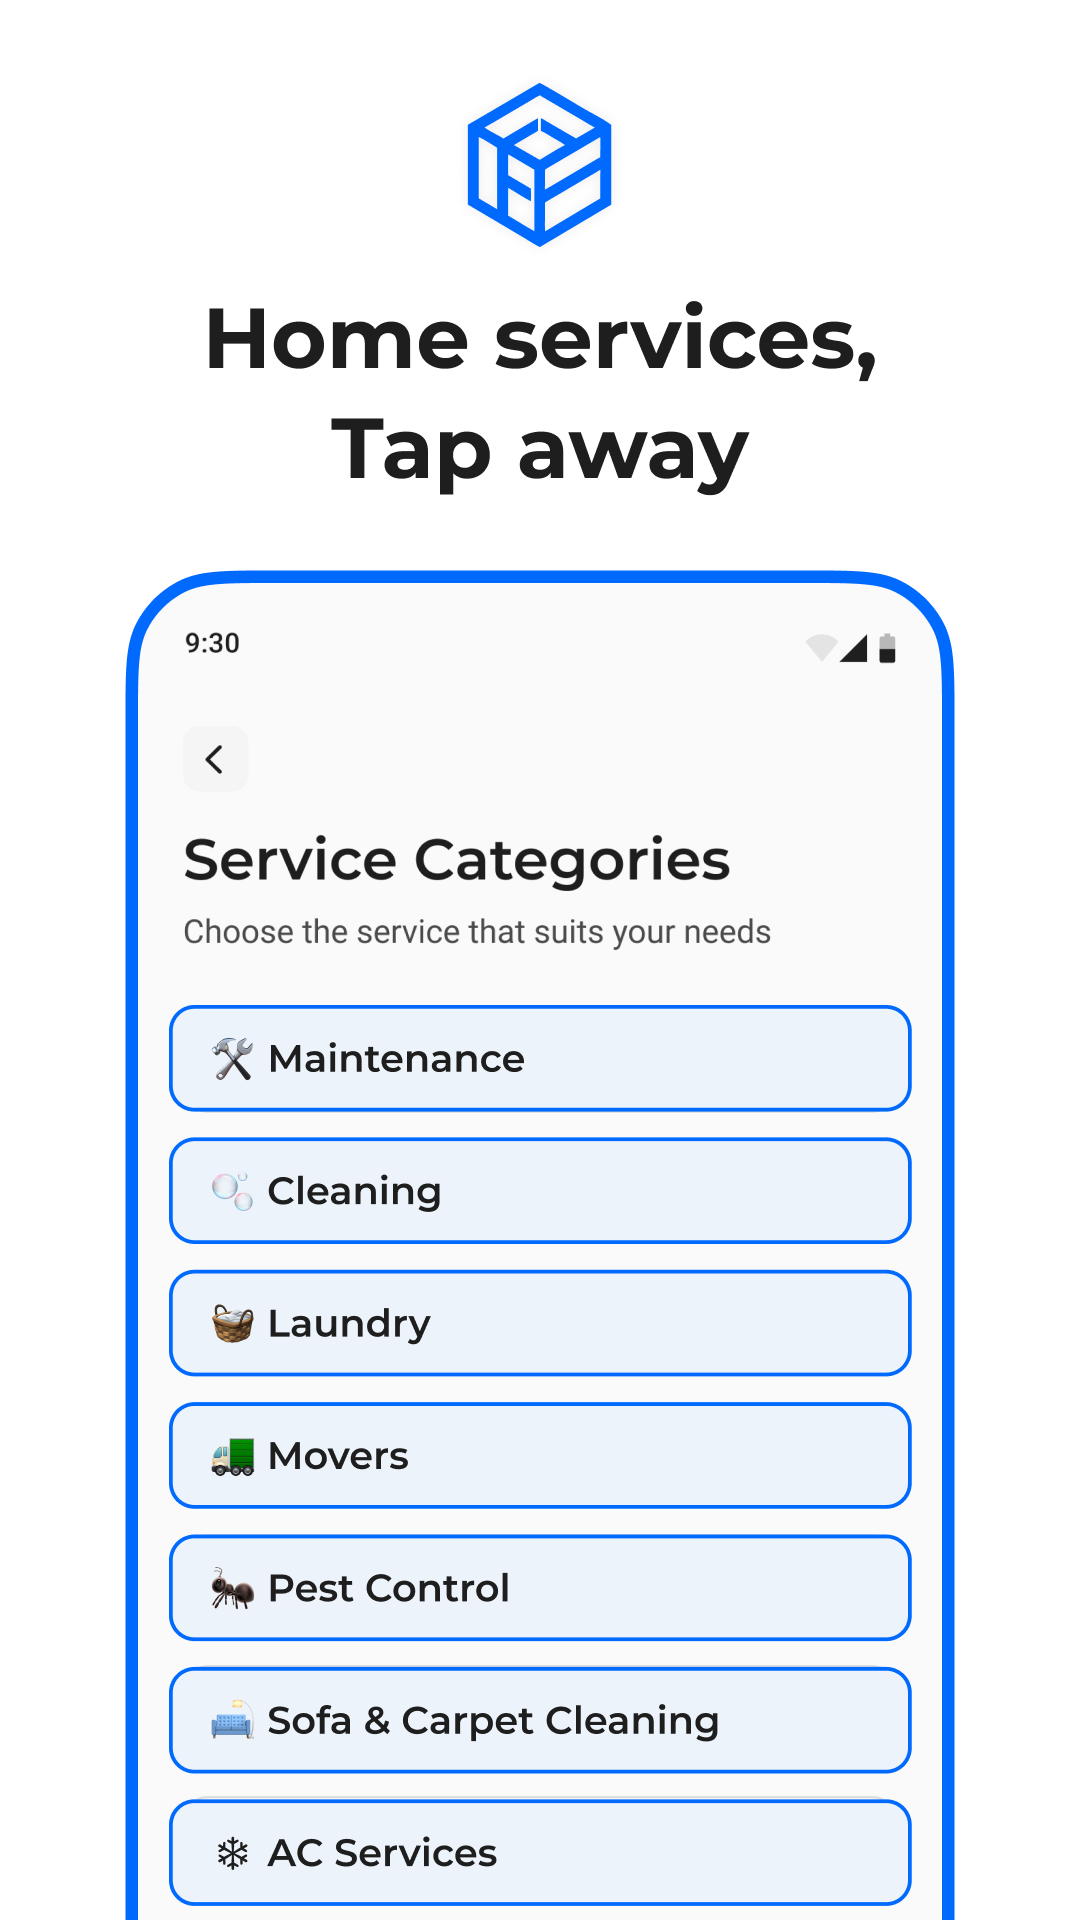 Home services,
Tap away
9:30
Service Categories
Choose the service that suits your needs
Maintenance
Cleaning
Laundry
Movers
Pest Control
Sofa & Carpet Cleaning
AC Services